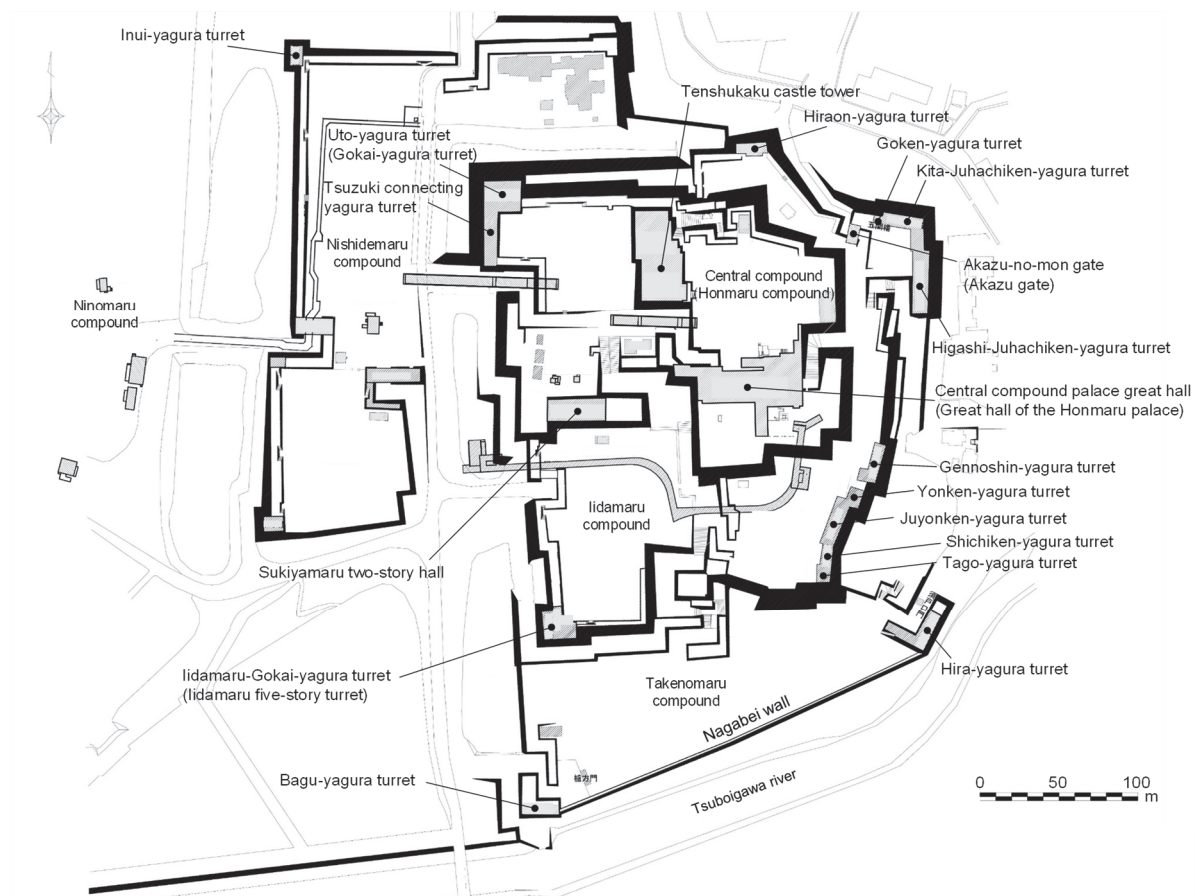 Inui-yagura turret
Tenshukaku castle tower
Hiraon-yagura turret
Uto-yagura turret
(Gokai-yagura turret)
Goken-yagura turret
Kita-Juhachiken-yagura turret
Tsuzuki connecting
yagura turret
五間櫓
Nishidemaru
compound
Central compound
(Honmaru compound)
Akazu-no-mon gate
(Akazu gate)
Ninomaru
compound
Higashi-Juhachiken-yagura turret
Central compound palace great hall
(Great hall of the Honmaru palace)
Gennoshin-yagura turret
Yonken-yagura turret
Iidamaru
compound
Juyonken-yagura turret
Shichiken-yagura turret
Sukiyamaru two-story hall
Tago-yagura turret
Iidamaru-Gokai-yagura turret
(Iidamaru five-story turret)
Hira-yagura turret
Takenomaru
compound
Nagabei wall
Bagu-yagura turret
Tsuboigawa river
0 50 100
m